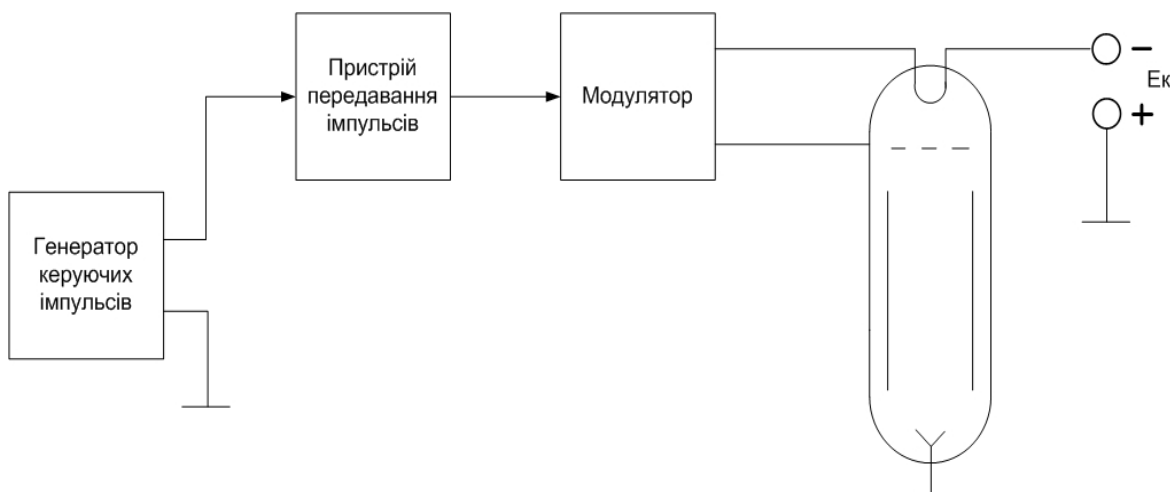 Пристрій
передавання
імпульсів
Модулятор
−
Ек
+
Генератор
керуючих
імпульсів